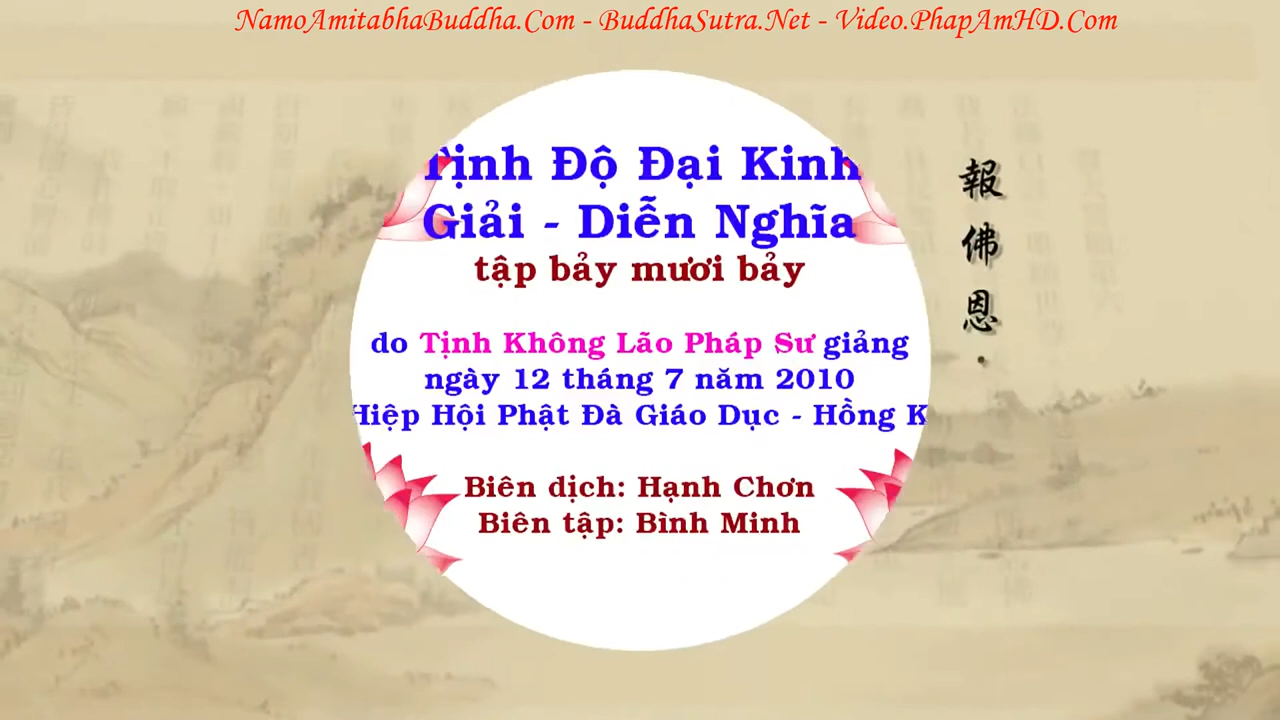 NamoAmitabhaBuddha.Com - BuddhaSutra.Net - Video.PhapAmHD.Com
Tịnh Độ Đại Kinh
Giải - Diễn Nghĩa
tập bảy mươi bảy
do Tịnh Không Lão Pháp Sư giảng
ngày 12 tháng 7 năm 2010
Hiệp Hội Phật Đà Giáo Dục - Hồng K
Biên dịch: Hạnh Chơn
Biên tập: Bình Minh
報佛恩.